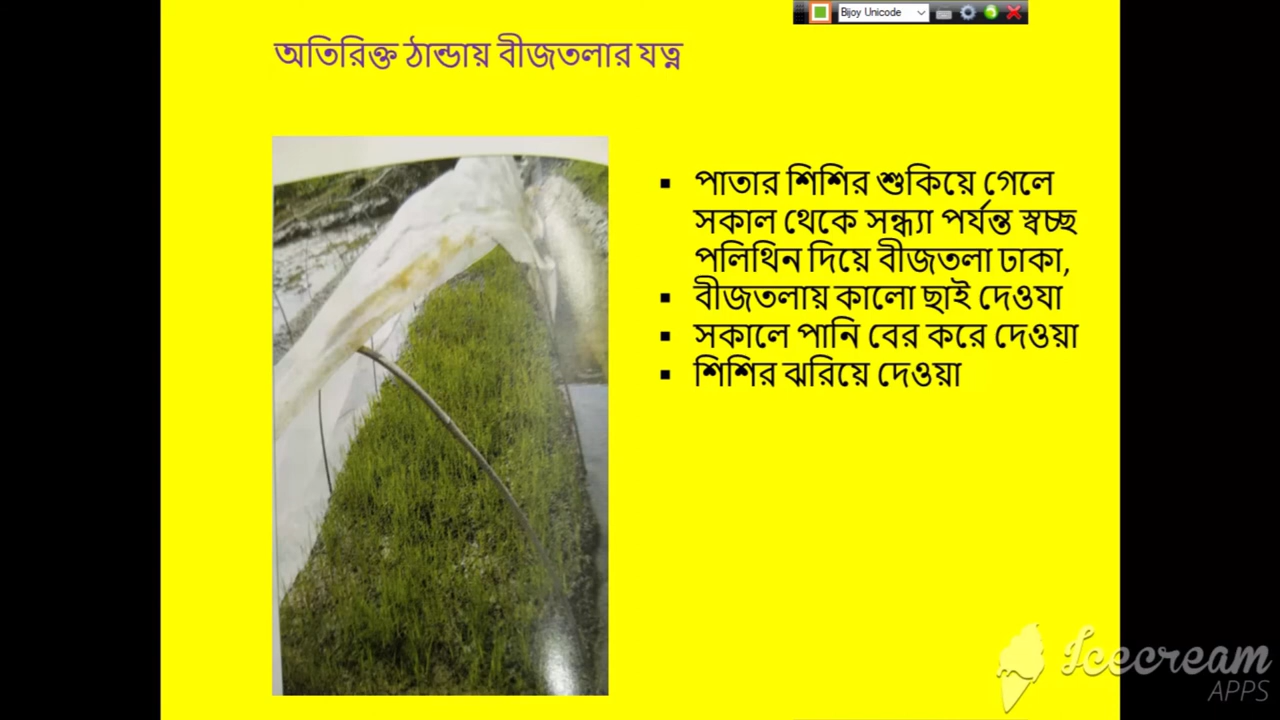 Bijoy Unicode
অতিরিক্ত ঠান্ডায় বীজতলার যত্ন
▪ পাতার শিশির শুকিয়ে গেলে
সকাল থেকে সন্ধ্যা পর্যন্ত স্বচ্ছ
পলিথিন দিয়ে বীজতলা ঢাকা,
▪ বীজতলায় কালো ছাই দেওযা
▪ সকালে পানি বের করে দেওয়া
▪ শিশির ঝরিয়ে দেওয়া
Icecream
APPS